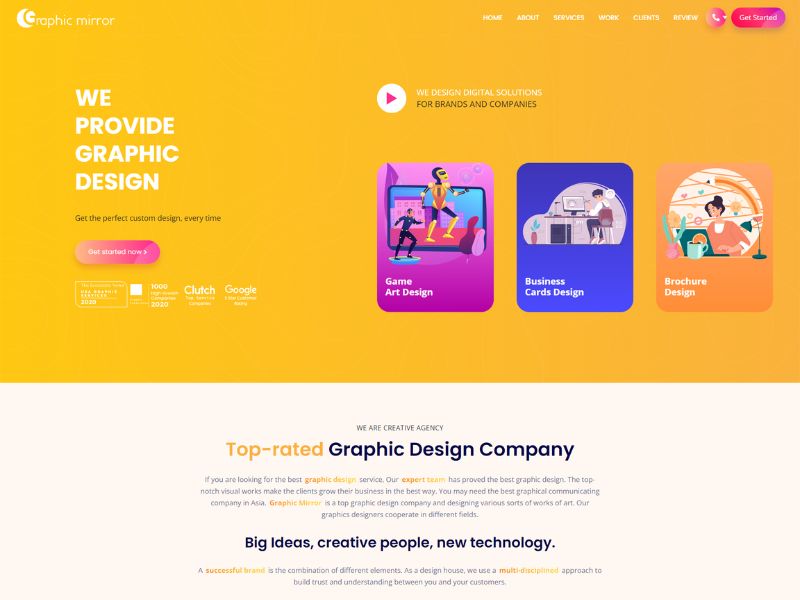 Graphic mirror
HOME ABOUT SERVICES WORK CLIENTS REVIEW Get Started
WE
PROVIDE
GRAPHIC
DESIGN
Get the perfect custom design, every time
Get started now
2020
1000
2020
Clutch
Google
WE DESIGN DIGITAL SOLUTIONS
FOR BRANDS AND COMPANIES
Game
Art Design
Business
Cards Design
Brochure
Design
WE ARE CREATIVE AGENCY
Top-rated Graphic Design Company
If you are looking for the best graphic design service. Our expert team has proved the best graphic design. The top-
notch visual works make the clients grow their business in the best way. You may need the best graphical communicating
company in Asia. Graphic Mirror is a top graphic design company and designing various sorts of works of art. Our
graphics designers cooperate in different fields.
Big Ideas, creative people, new technology.
A successful brand is the combination of different elements. As a design house, we use a multi-disciplined approach to
build trust and understanding between you and your customers.